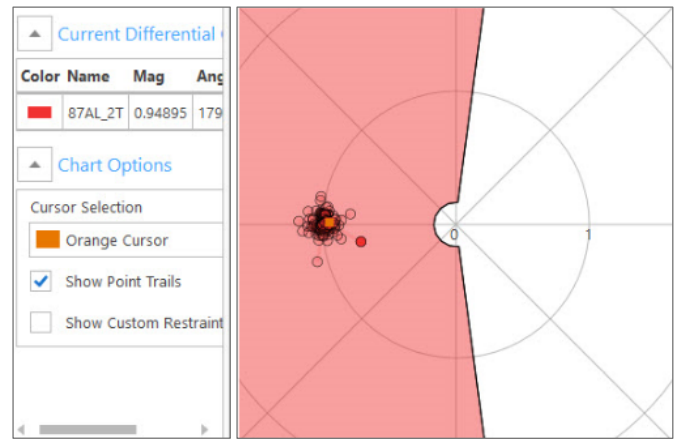 Current Differential
Color Name Mag Ang
87AL_2T 0.94895 179
Chart Options
Cursor Selection
Orange Cursor
Show Point Trails
Show Custom Restraint
0
1